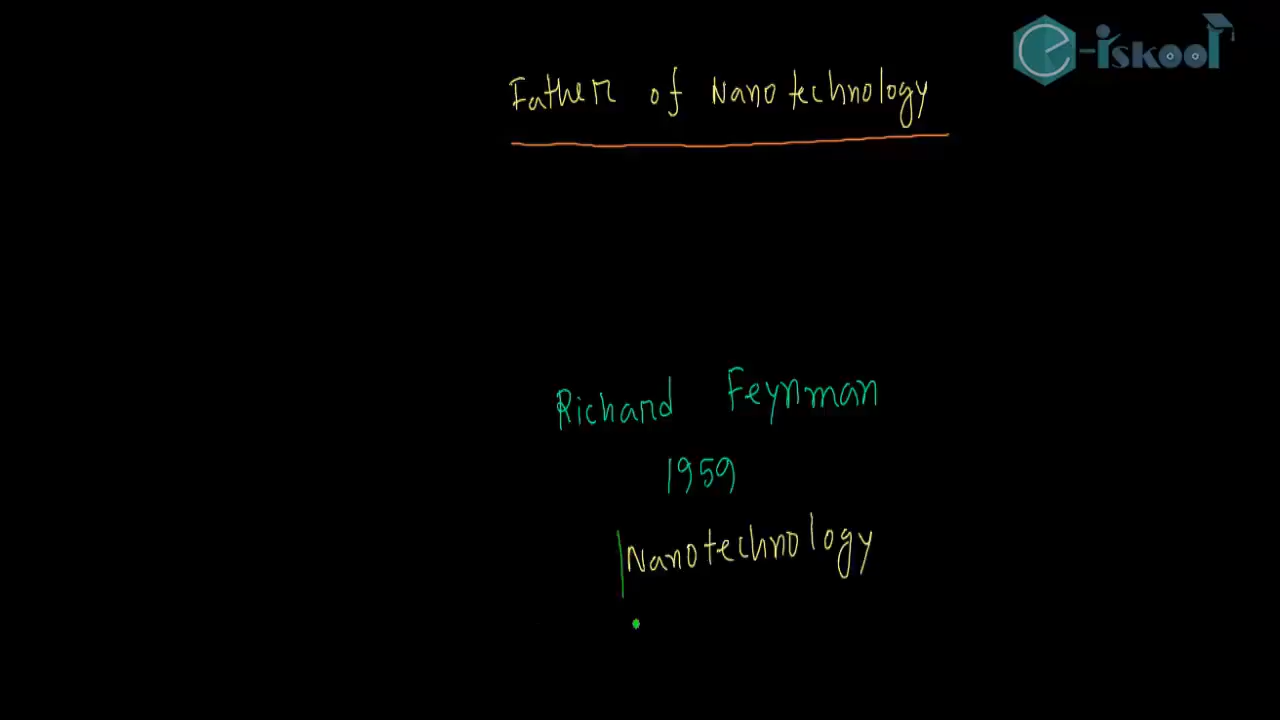 e-iskool
Father of Nanotechnology
Richard Feynman
1959
Nanotechnology